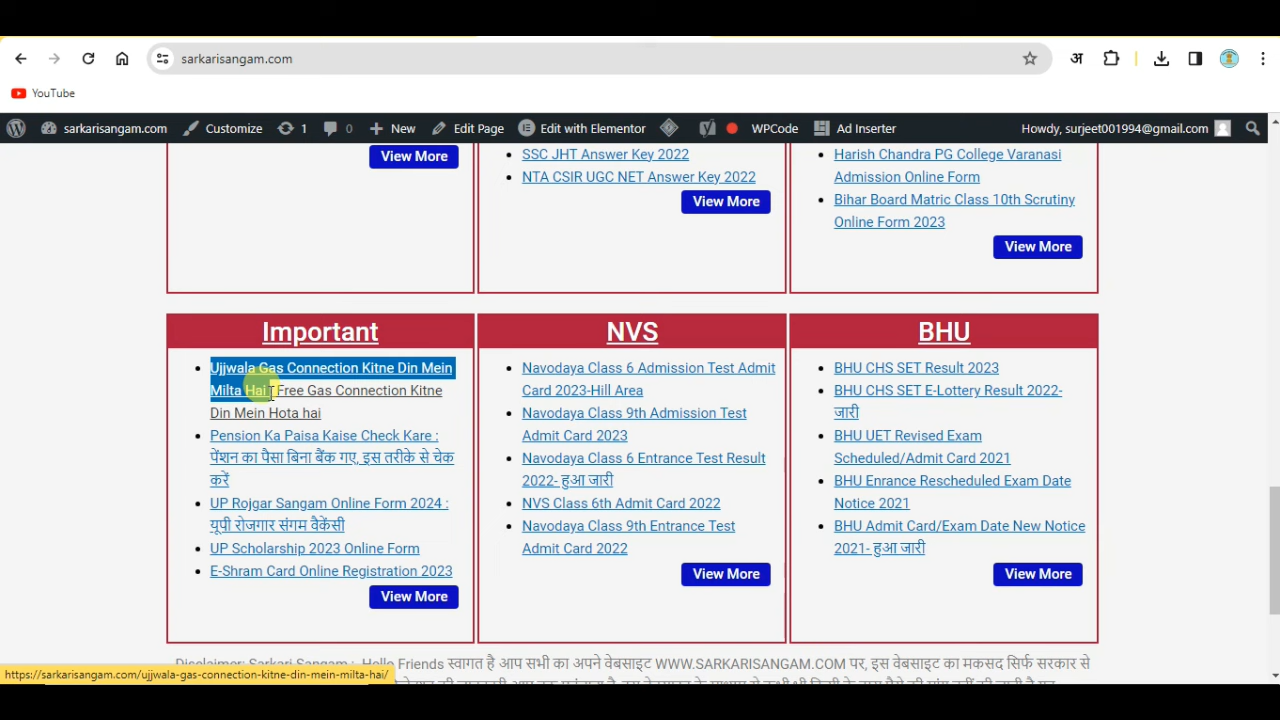 sarkarisangam.com
अ
YouTube
sarkarisangam.com Customize 1 0 New Edit Page Edit with Elementor WPCode Ad Inserter Howdy, surjeet001994@gmail.com
View More
SSC JHT Answer Key 2022
NTA CSIR UGC NET Answer Key 2022
View More
Harish Chandra PG College Varanasi
Admission Online Form
Bihar Board Matric Class 10th Scrutiny
Online Form 2023
View More
Important
Ujjwala Gas Connection Kitne Din Mein
Milta Hai : Free Gas Connection Kitne
Din Mein Hota hai
Pension Ka Paisa Kaise Check Kare :
पेंशन का पैसा बिना बैंक गए, इस तरीके से चेक
करें
UP Rojgar Sangam Online Form 2024 :
यूपी रोजगार संगम वैकेंसी
UP Scholarship 2023 Online Form
E-Shram Card Online Registration 2023
View More
NVS
Navodaya Class 6 Admission Test Admit
Card 2023-Hill Area
Navodaya Class 9th Admission Test
Admit Card 2023
Navodaya Class 6 Entrance Test Result
2022- हुआ जारी
NVS Class 6th Admit Card 2022
Navodaya Class 9th Entrance Test
Admit Card 2022
View More
BHU
BHU CHS SET Result 2023
BHU CHS SET E-Lottery Result 2022-
जारी
BHU UET Revised Exam
Scheduled/Admit Card 2021
BHU Enrance Rescheduled Exam Date
Notice 2021
BHU Admit Card/Exam Date New Notice
2021- हुआ जारी
View More
Disclaimer: Sarkari Sangam : Hello Friends स्वागत है आप सभी का अपने वेबसाइट WWW.SARKARISANGAM.COM पर, इस वेबसाइट का मकसद सिर्फ सरकार से
https://sarkarisangam.com/ujjwala-gas-connection-kitne-din-mein-milta-hai/